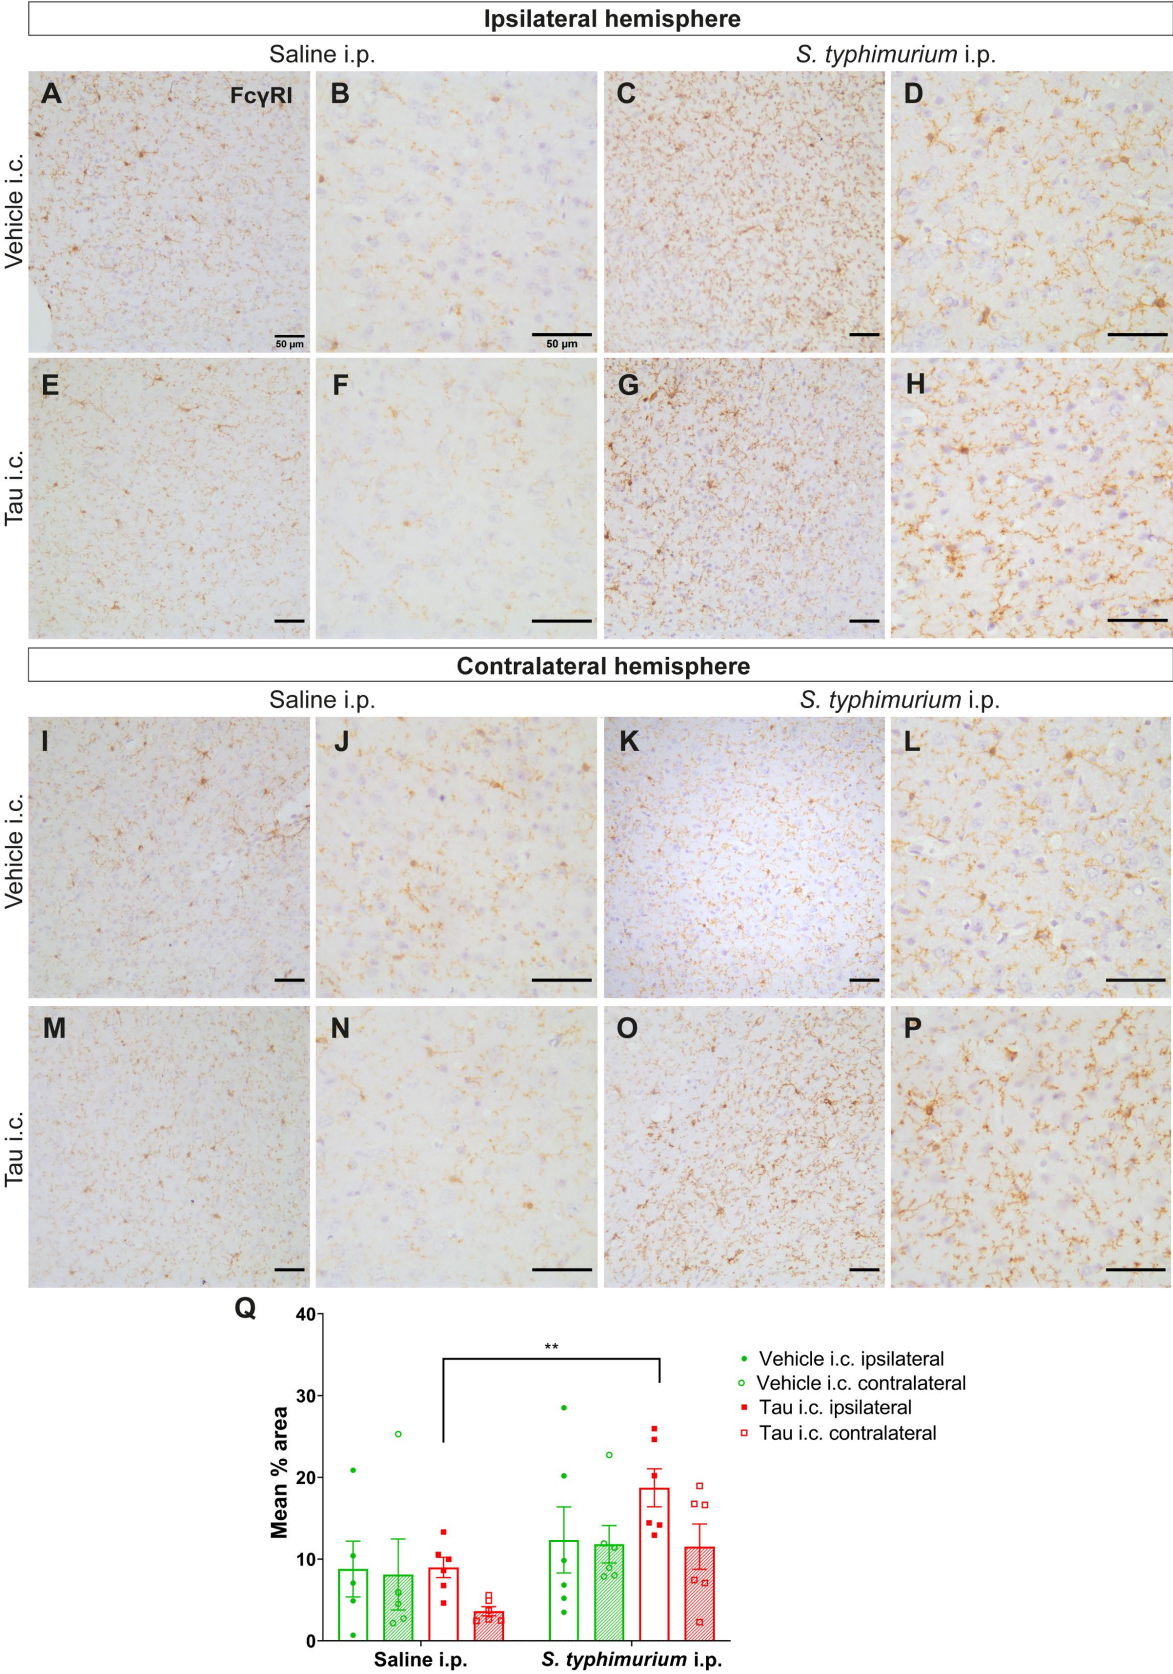 Ipsilateral hemisphere
Saline i.p.
S. typhimurium i.p.
Vehicle i.c.
A
FcγRI
B
C
D
50 µm
50 µm
Tau i.c.
E
F
G
H
Contralateral hemisphere
Saline i.p.
S. typhimurium i.p.
Vehicle i.c.
I
J
K
L
Tau i.c.
M
N
O
P
Q
Mean % area
40
30
20
10
0
**
Saline i.p.
S. typhimurium i.p.
Vehicle i.c. ipsilateral
Vehicle i.c. contralateral
Tau i.c. ipsilateral
Tau i.c. contralateral